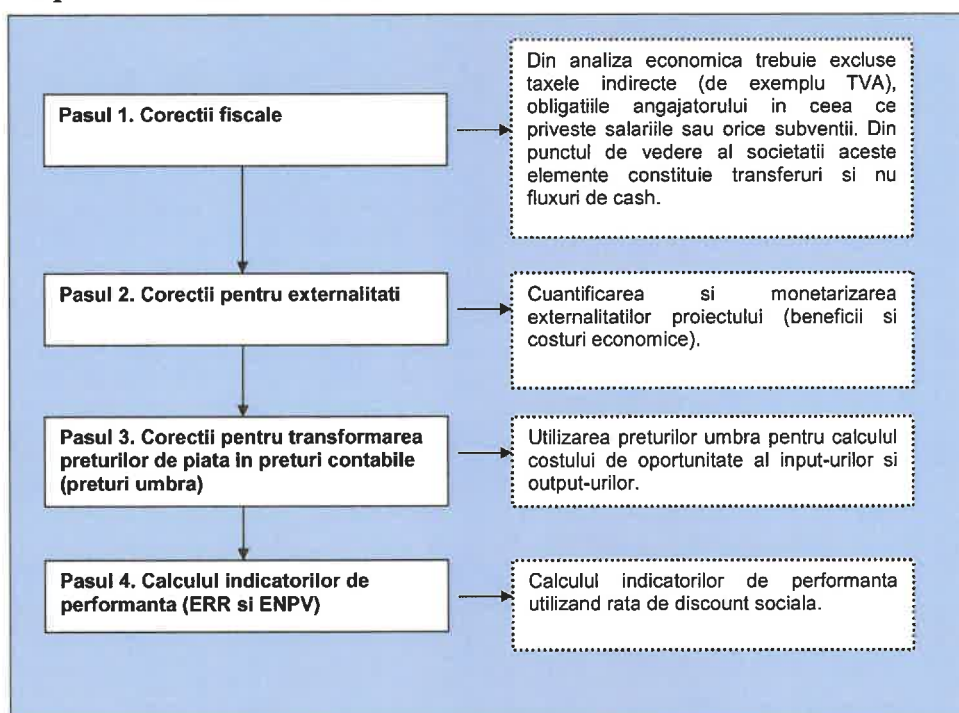 Pasul 1. Corectii fiscale
Din analiza economica trebuie excluse
taxele indirecte (de exemplu TVA),
obligatiile angajatorului in ceea ce
priveste salariile sau orice subventii. Din
punctul de vedere al societatii aceste
elemente constituie transferuri si nu
fluxuri de cash.
Pasul 2. Corectii pentru externalitati
Cuantificarea si monetarizarea
externalitatilor proiectului (beneficii si
costuri economice).
Pasul 3. Corectii pentru transformarea
preturilor de piata in preturi contabile
(preturi umbra)
Utilizarea preturilor umbra pentru calculul
costului de oportunitate al input-urilor si
output-urilor.
Pasul 4. Calculul indicatorilor de
performanta (ERR si ENPV)
Calculul indicatorilor de performanta
utilizand rata de discount sociala.